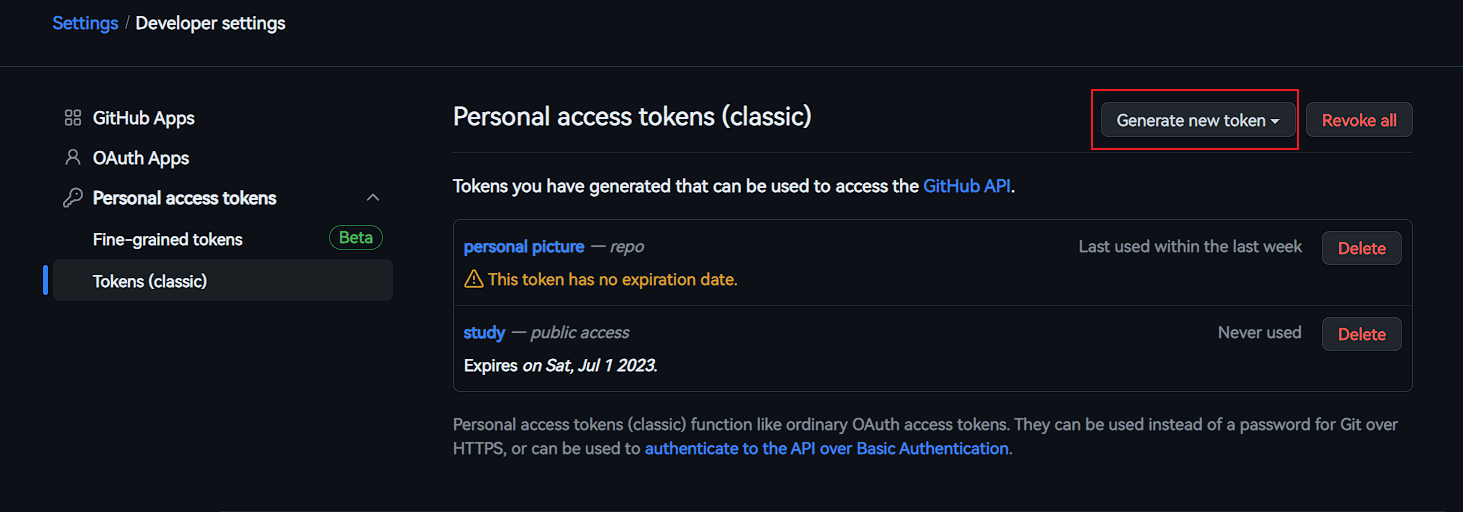 Settings / Developer settings
GitHub Apps
OAuth Apps
Personal access tokens
Fine-grained tokens Beta
Tokens (classic)
Personal access tokens (classic) Generate new token Revoke all
Tokens you have generated that can be used to access the GitHub API.
personal picture — repo Last used within the last week Delete
This token has no expiration date.
study — public access Never used Delete
Expires on Sat, Jul 1 2023.
Personal access tokens (classic) function like ordinary OAuth access tokens. They can be used instead of a password for Git over
HTTPS, or can be used to authenticate to the API over Basic Authentication.